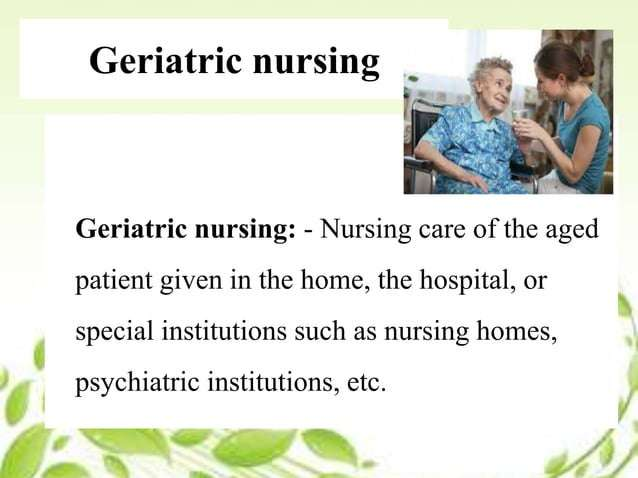 Geriatric nursing
Geriatric nursing: - Nursing care of the aged
patient given in the home, the hospital, or
special institutions such as nursing homes,
psychiatric institutions, etc.